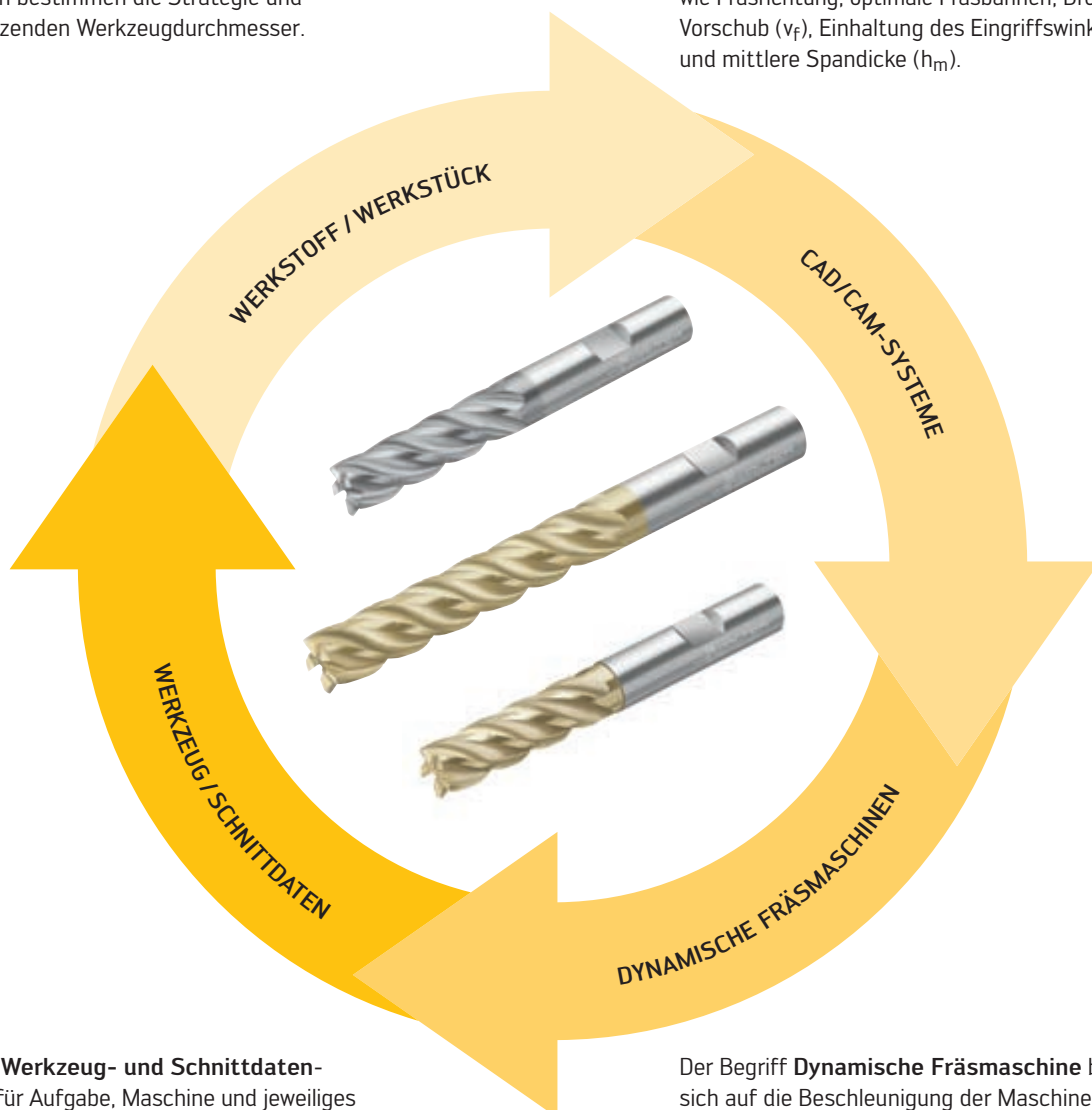 bestimmen die Strategie und
Werkzeugdurchmesser.
wie Fräsrichtung, optimale Fräsbahnen,
Vorschub (vf), Einhaltung des
und mittlere Spandicke (hm).
WERKSTOFF / WERKSTÜCK
CAD/CAM-SYSTEME
WERKZEUG / SCHNITTDATEN
DYNAMISCHE FRÄSMASCHINEN
Werkzeug- und Schnittdaten-
für Aufgabe, Maschine und jeweiliges
Der Begriff Dynamische Fräsmaschine
sich auf die Beschleunigung der Maschine